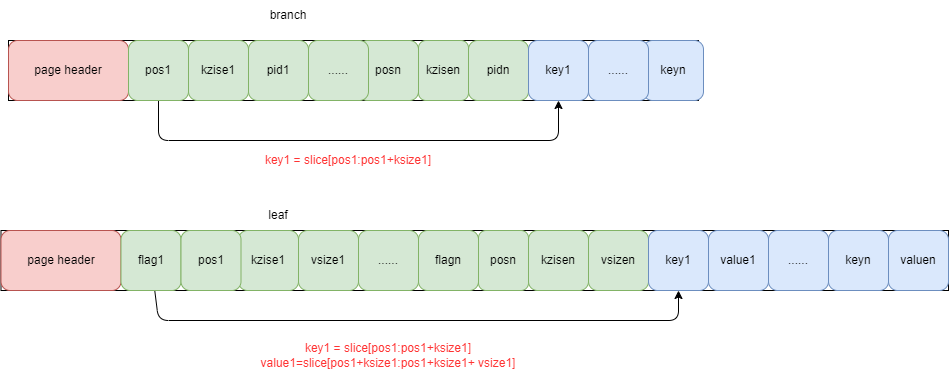 branch
page header pos1 kzise1 pid1 ...... posn kzisen pidn key1 ...... keyn
key1 = slice[pos1:pos1+ksize1]
leaf
page header flag1 pos1 kzise1 vsize1 ...... flagn posn kzisen vsizen key1 value1 ...... keyn valuen
key1 = slice[pos1:pos1+ksize1]
value1=slice[pos1+ksize1:pos1+ksize1+ vsize1]